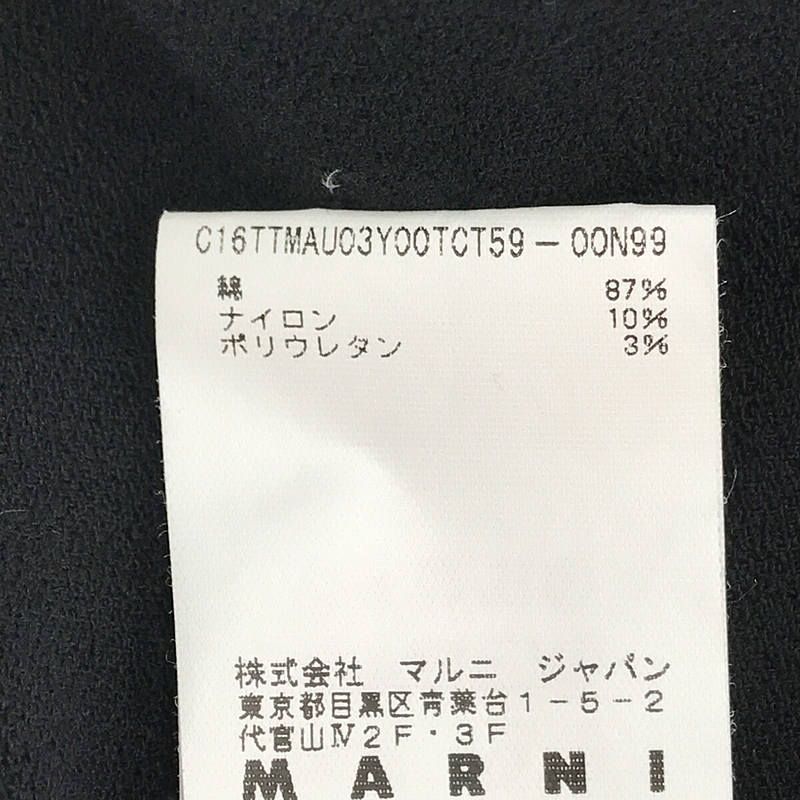 C16TTMAU03Y00TCT59-00N99
綿 87%
ナイロン 10%
ポリウレタン 3%
株式会社 マルニ ジャパン
東京都目黒区青葉台1-5-2
代官山Ⅳ2F・3F
MARNI